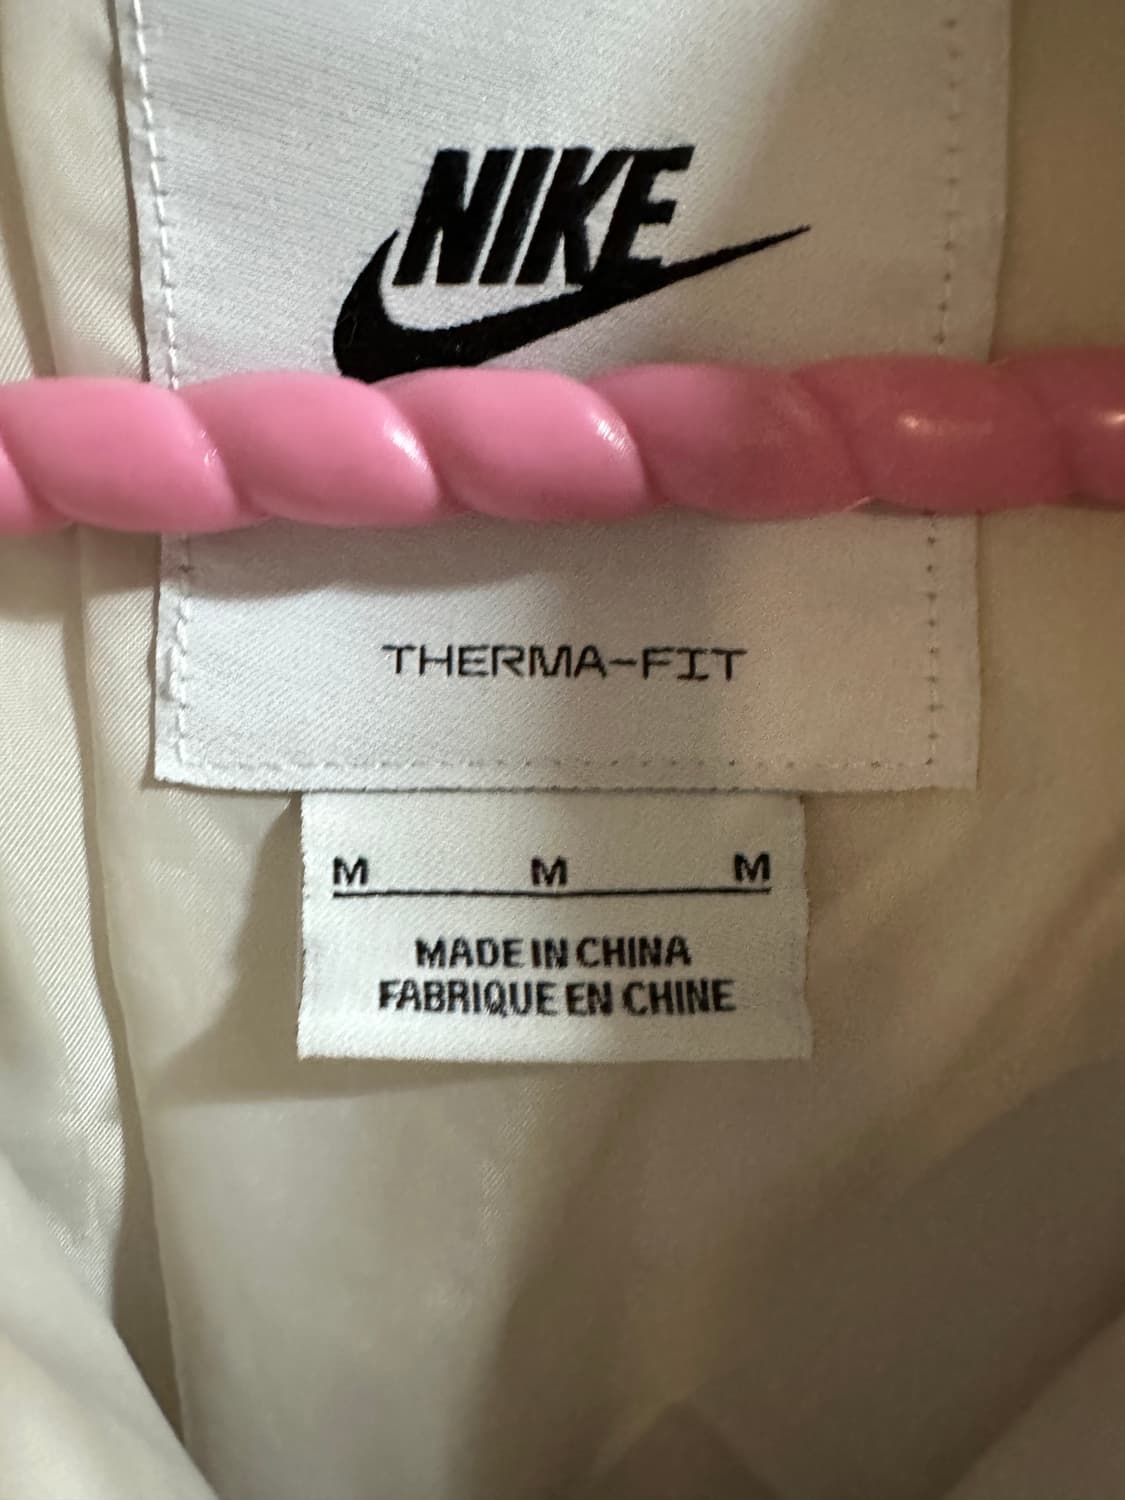 NIKE
THERMA-FIT
M M M
MADE IN CHINA
FABRIQUE EN CHINE